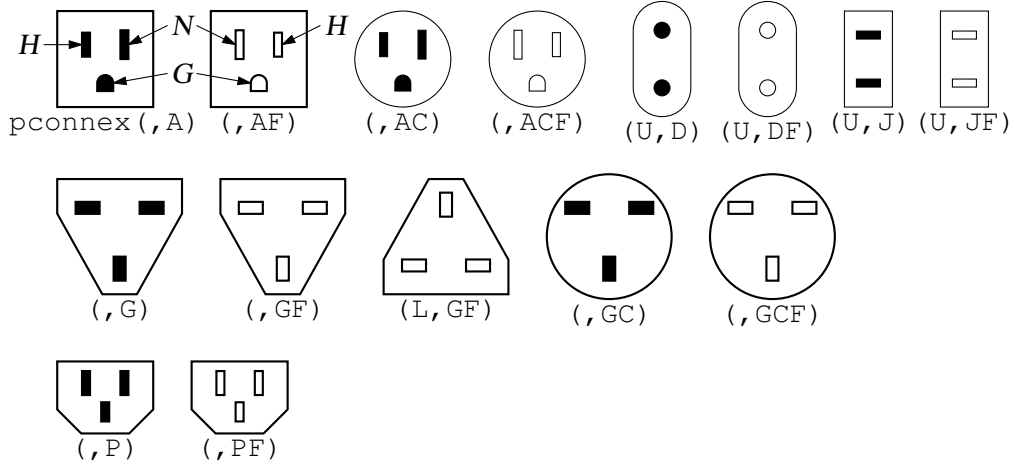 H N H
G
pconnex(,A) (,AF) (,AC) (,ACF) (U,D) (U,DF) (U,J) (U,JF)
(,G) (,GF) (L,GF) (,GC) (,GCF)
(,P) (,PF)